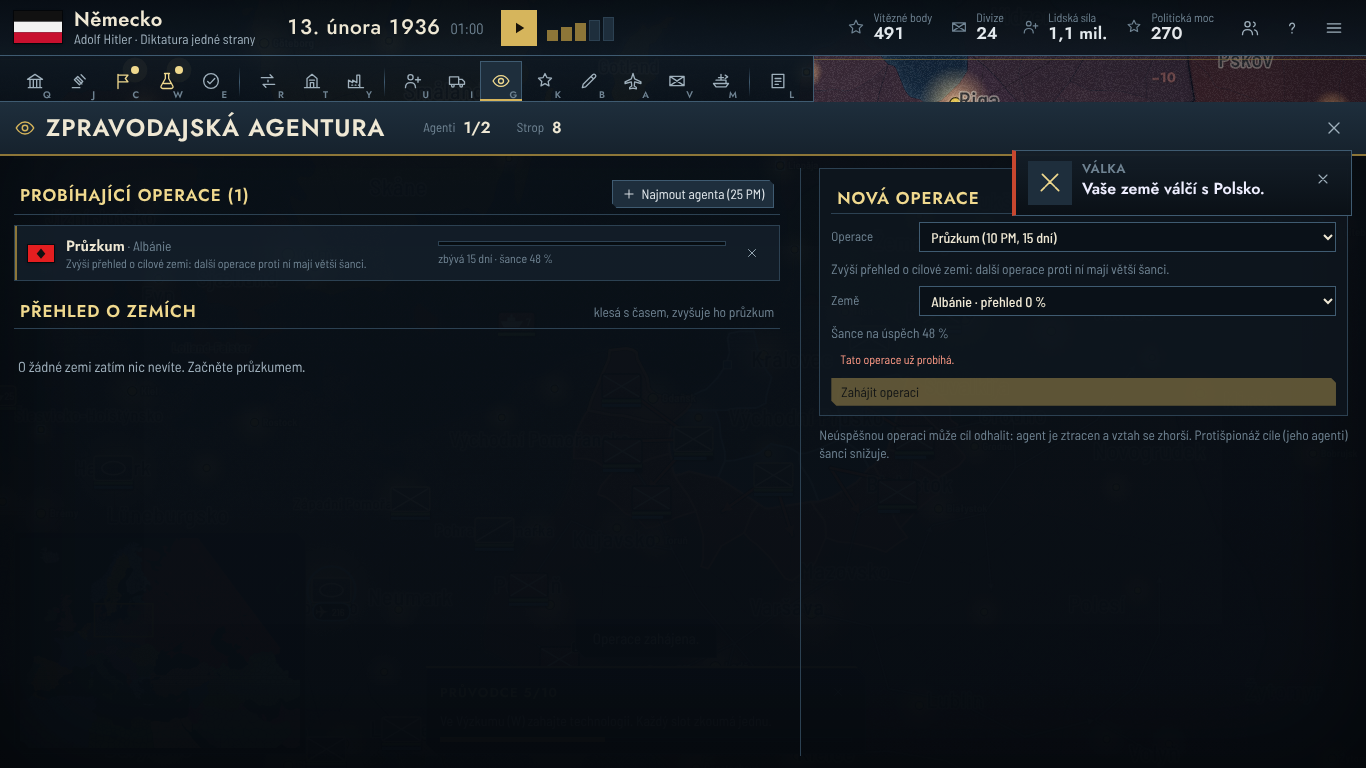 Německo
Adolf Hitler · Diktatura jedné strany
13. února 1936 01:00
Vítězné body
491
Divize
24
Lidská síla
1,1 mil.
Politická moc
270
?
Q J C W E R T Y U I G K B A V M L
Pskov
-10
Riga
ZPRAVODAJSKÁ AGENTURA
Agenti 1/2
Strop 8
VÁLKA
Vaše země válčí s Polskem.
PROBÍHAJÍCÍ OPERACE (1)
Najmout agenta (25 PM)
Průzkum · Albánie
Zvýší přehled o cílové zemi: další operace proti ní mají větší šanci.
zbývá 15 dní · šance 48 %
PŘEHLED O ZEMÍCH
klesá s časem, zvyšuje ho průzkum
O žádné zemi zatím nic nevíte. Začněte průzkumem.
NOVÁ OPERACE
Operace
Průzkum (10 PM, 15 dní)
Zvýší přehled o cílové zemi: další operace proti ní mají větší šanci.
Země
Albánie · přehled 0 %
Šance na úspěch 48 %
Tato operace už probíhá.
Zahájit operaci
Neúspěšnou operaci může cíl odhalit: agent je ztracen a vztah se zhorší. Protišpionáž cíle (jeho agenti)
šanci snižuje.